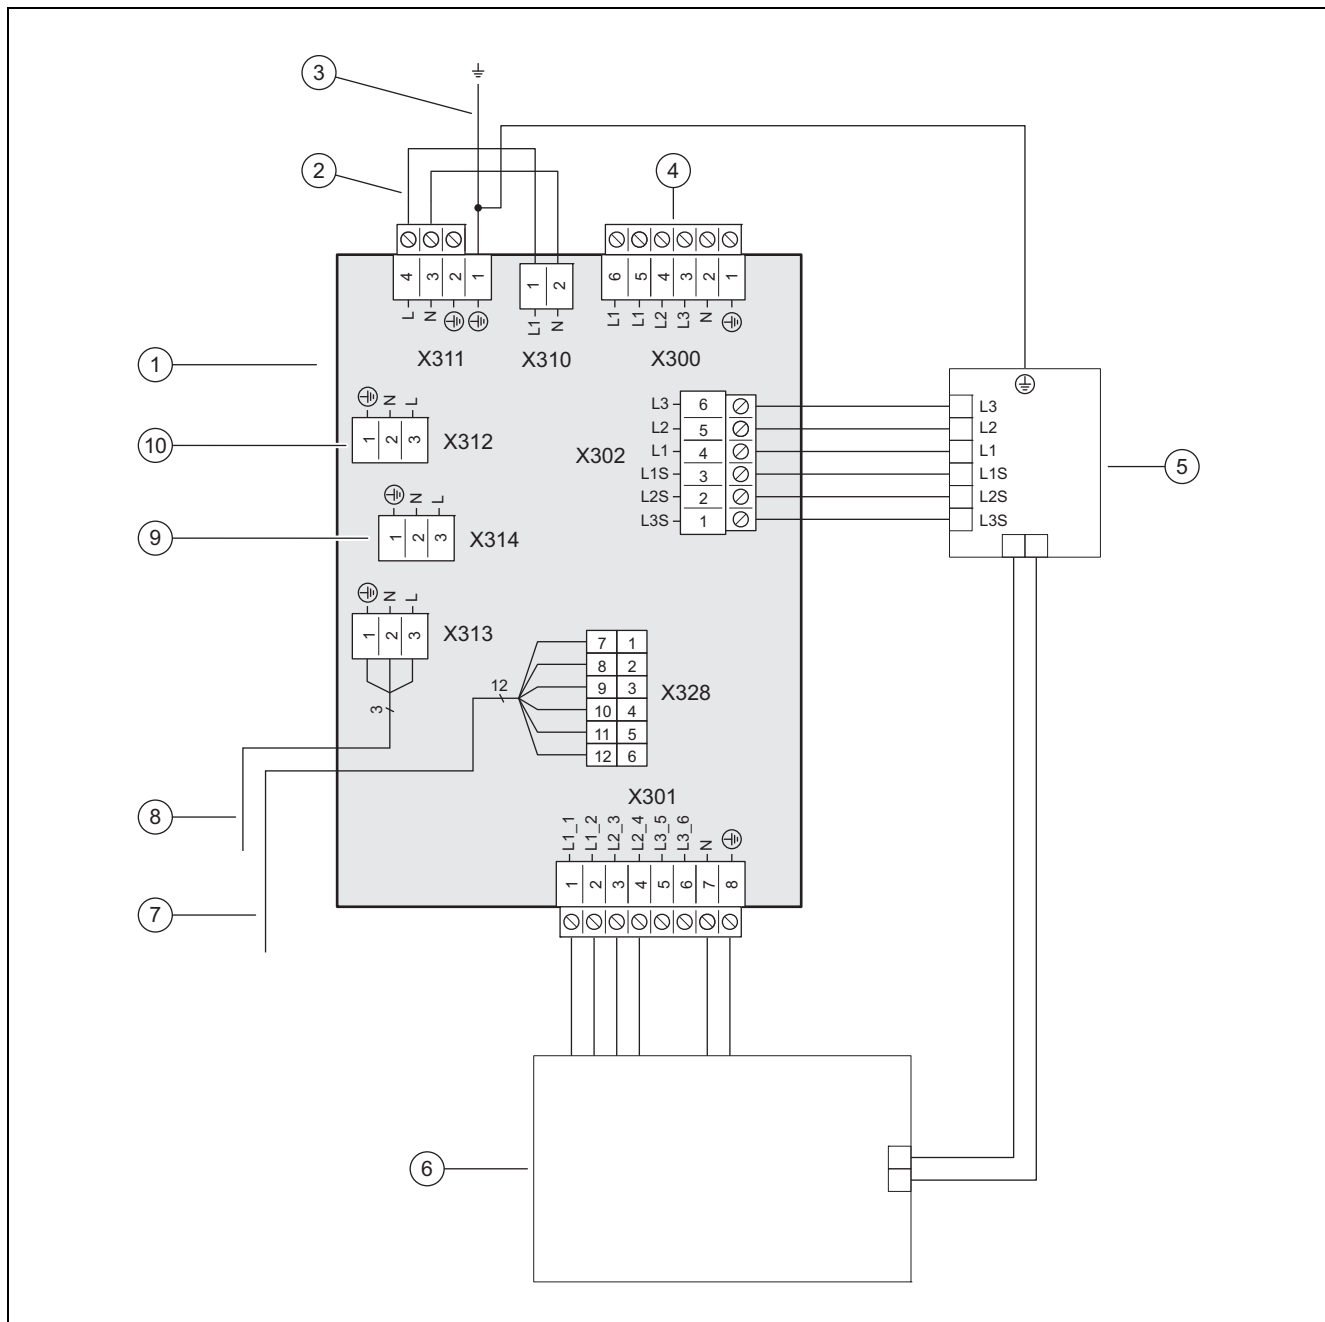 3
2
4
4 3 2 1
L N
X311
1 2
L1 N
X310
6 5 4 3 2 1
L1 L1 L2 L3 N
X300
1
N L
1 2 3
X312
10
L3 6
L2 5
L1 4
L1S 3
L2S 2
L3S 1
X302
L3
L2
L1
L1S
L2S
L3S
5
N L
1 2 3
X314
9
N L
1 2 3
X313
3
12
7 1
8 2
9 3
10 4
11 5
12 6
X328
8
7
X301
L1_1 L1_2 L2_3 L2_4 L3_5 L3_6 N
1 2 3 4 5 6 7 8
6